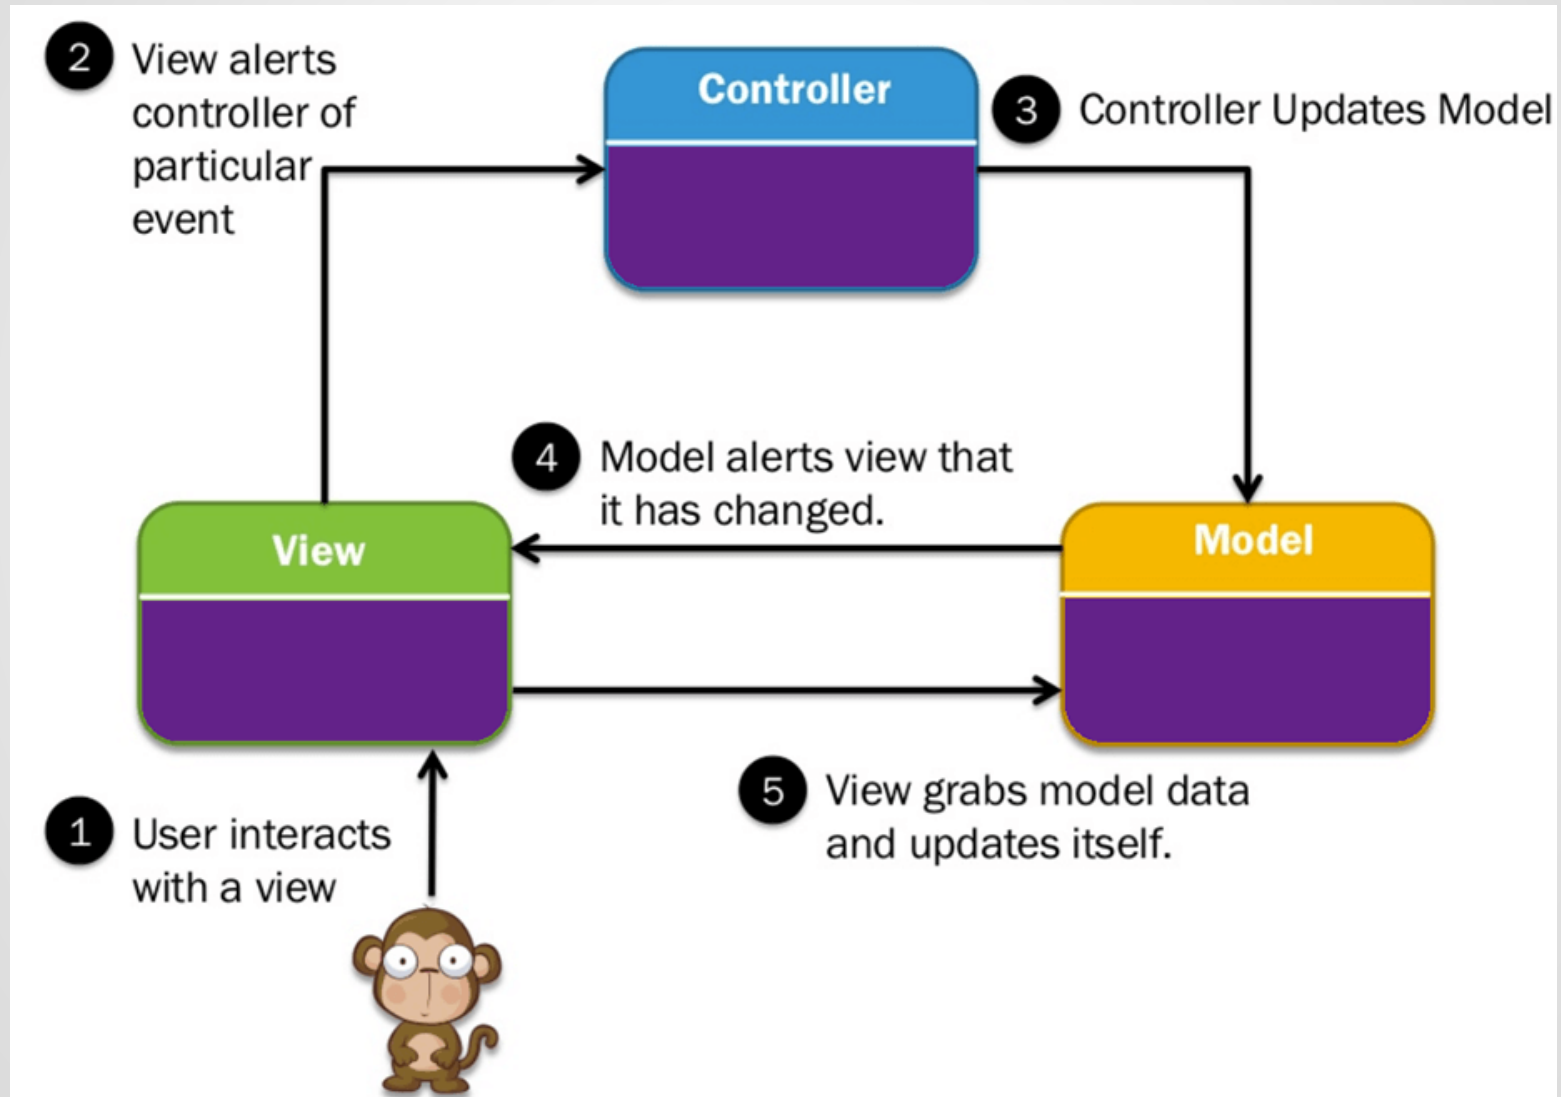 2
View alerts
controller of
particular
event
Controller
3
Controller Updates Model
4
Model alerts view that
it has changed.
View
Model
5
View grabs model data
and updates itself.
1
User interacts
with a view